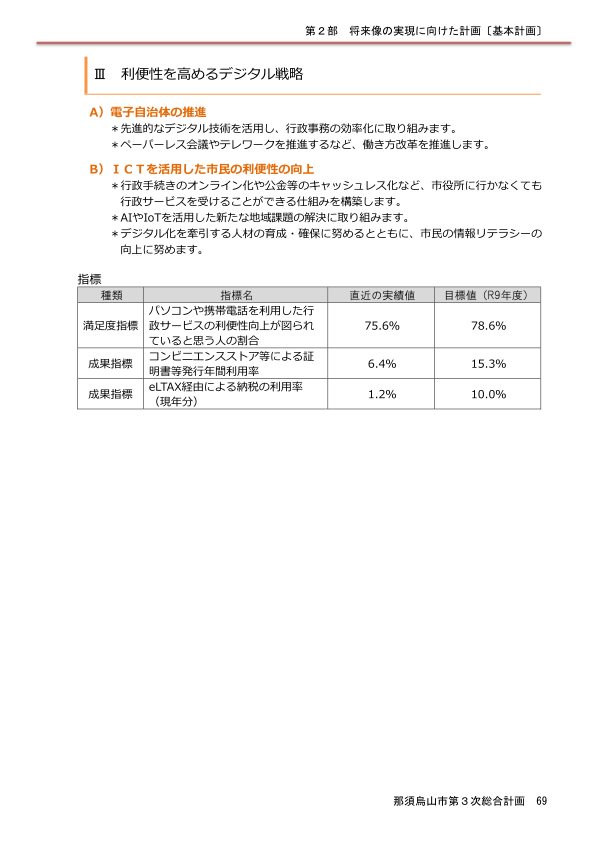 第２部　将来像の実現に向けた計画〔基本計画〕
Ⅲ　利便性を高めるデジタル戦略
A）電子自治体の推進
＊先進的なデジタル技術を活用し、行政事務の効率化に取り組みます。
＊ペーパーレス会議やテレワークを推進するなど、働き方改革を推進します。
B）ＩＣＴを活用した市民の利便性の向上
＊行政手続きのオンライン化や公金等のキャッシュレス化など、市役所に行かなくても
行政サービスを受けることができる仕組みを構築します。
＊AIやIoTを活用した新たな地域課題の解決に取り組みます。
＊デジタル化を牽引する人材の育成・確保に努めるとともに、市民の情報リテラシーの
向上に努めます。
指標
種類　指標名　直近の実績値　目標値（R9年度）
パソコンや携帯電話を利用した行
満足度指標　政サービスの利便性向上が図られ　75.6%　78.6%
ていると思う人の割合
成果指標　コンビニエンスストア等による証　6.4%　15.3%
明書等発行年間利用率
成果指標　eLTAX経由による納税の利用率　1.2%　10.0%
（現年分）
那須烏山市第３次総合計画　69